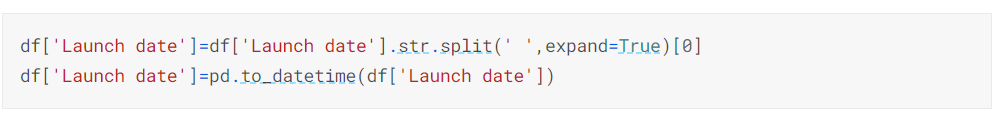 df['Launch date']=df['Launch date'].str.split(' ',expand=True)[0]
df['Launch date']=pd.to_datetime(df['Launch date'])